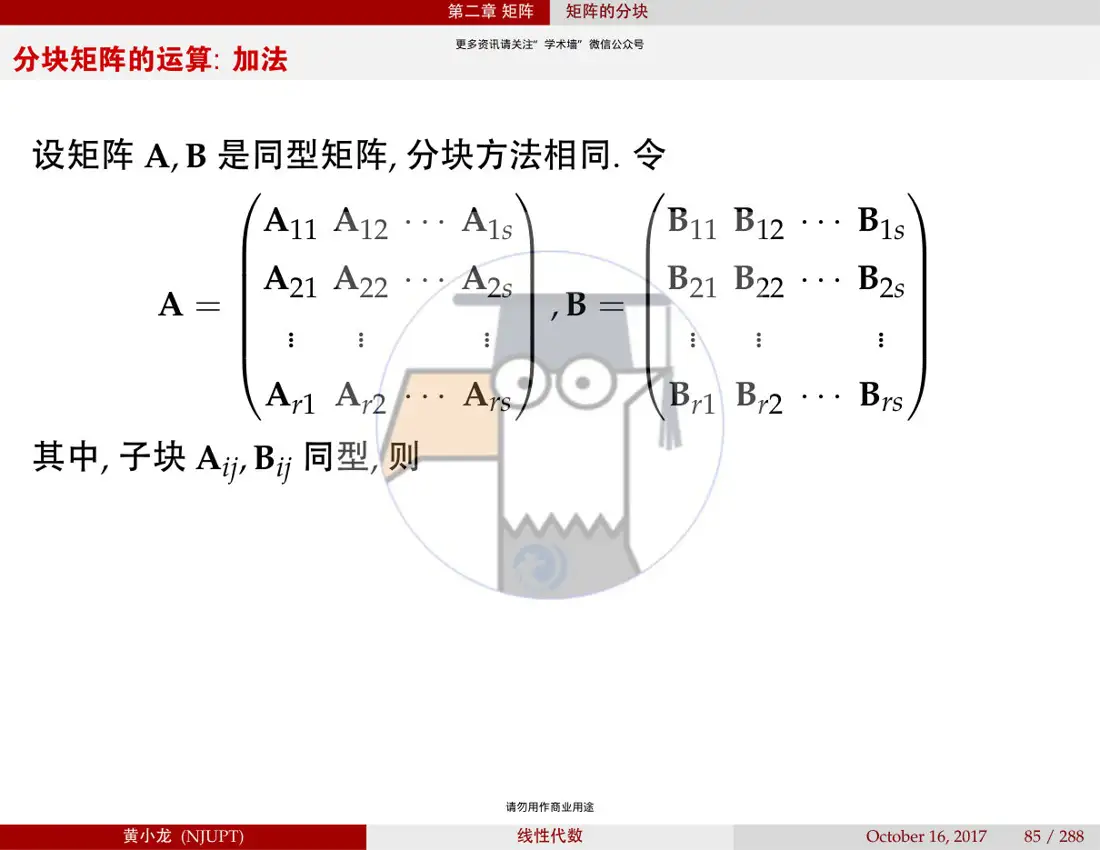 第二章 矩阵 矩阵的分块
更多资讯请关注“学术墙”微信公众号
分块矩阵的运算: 加法
设矩阵 A, B 是同型矩阵, 分块方法相同. 令
A = ( A₁₁ A₁₂ ⋯ A₁ₛ ; A₂₁ A₂₂ ⋯ A₂ₛ ; ⋮ ⋮ ⋮ ; Aᵣ₁ Aᵣ₂ ⋯ Aᵣₛ ) , B = ( B₁₁ B₁₂ ⋯ B₁ₛ ; B₂₁ B₂₂ ⋯ B₂ₛ ; ⋮ ⋮ ⋮ ; Bᵣ₁ Bᵣ₂ ⋯ Bᵣₛ )
其中, 子块 Aᵢⱼ, Bᵢⱼ 同型, 则
请勿用作商业用途
黄小龙 (NJUPT) 线性代数 October 16, 2017 85 / 288